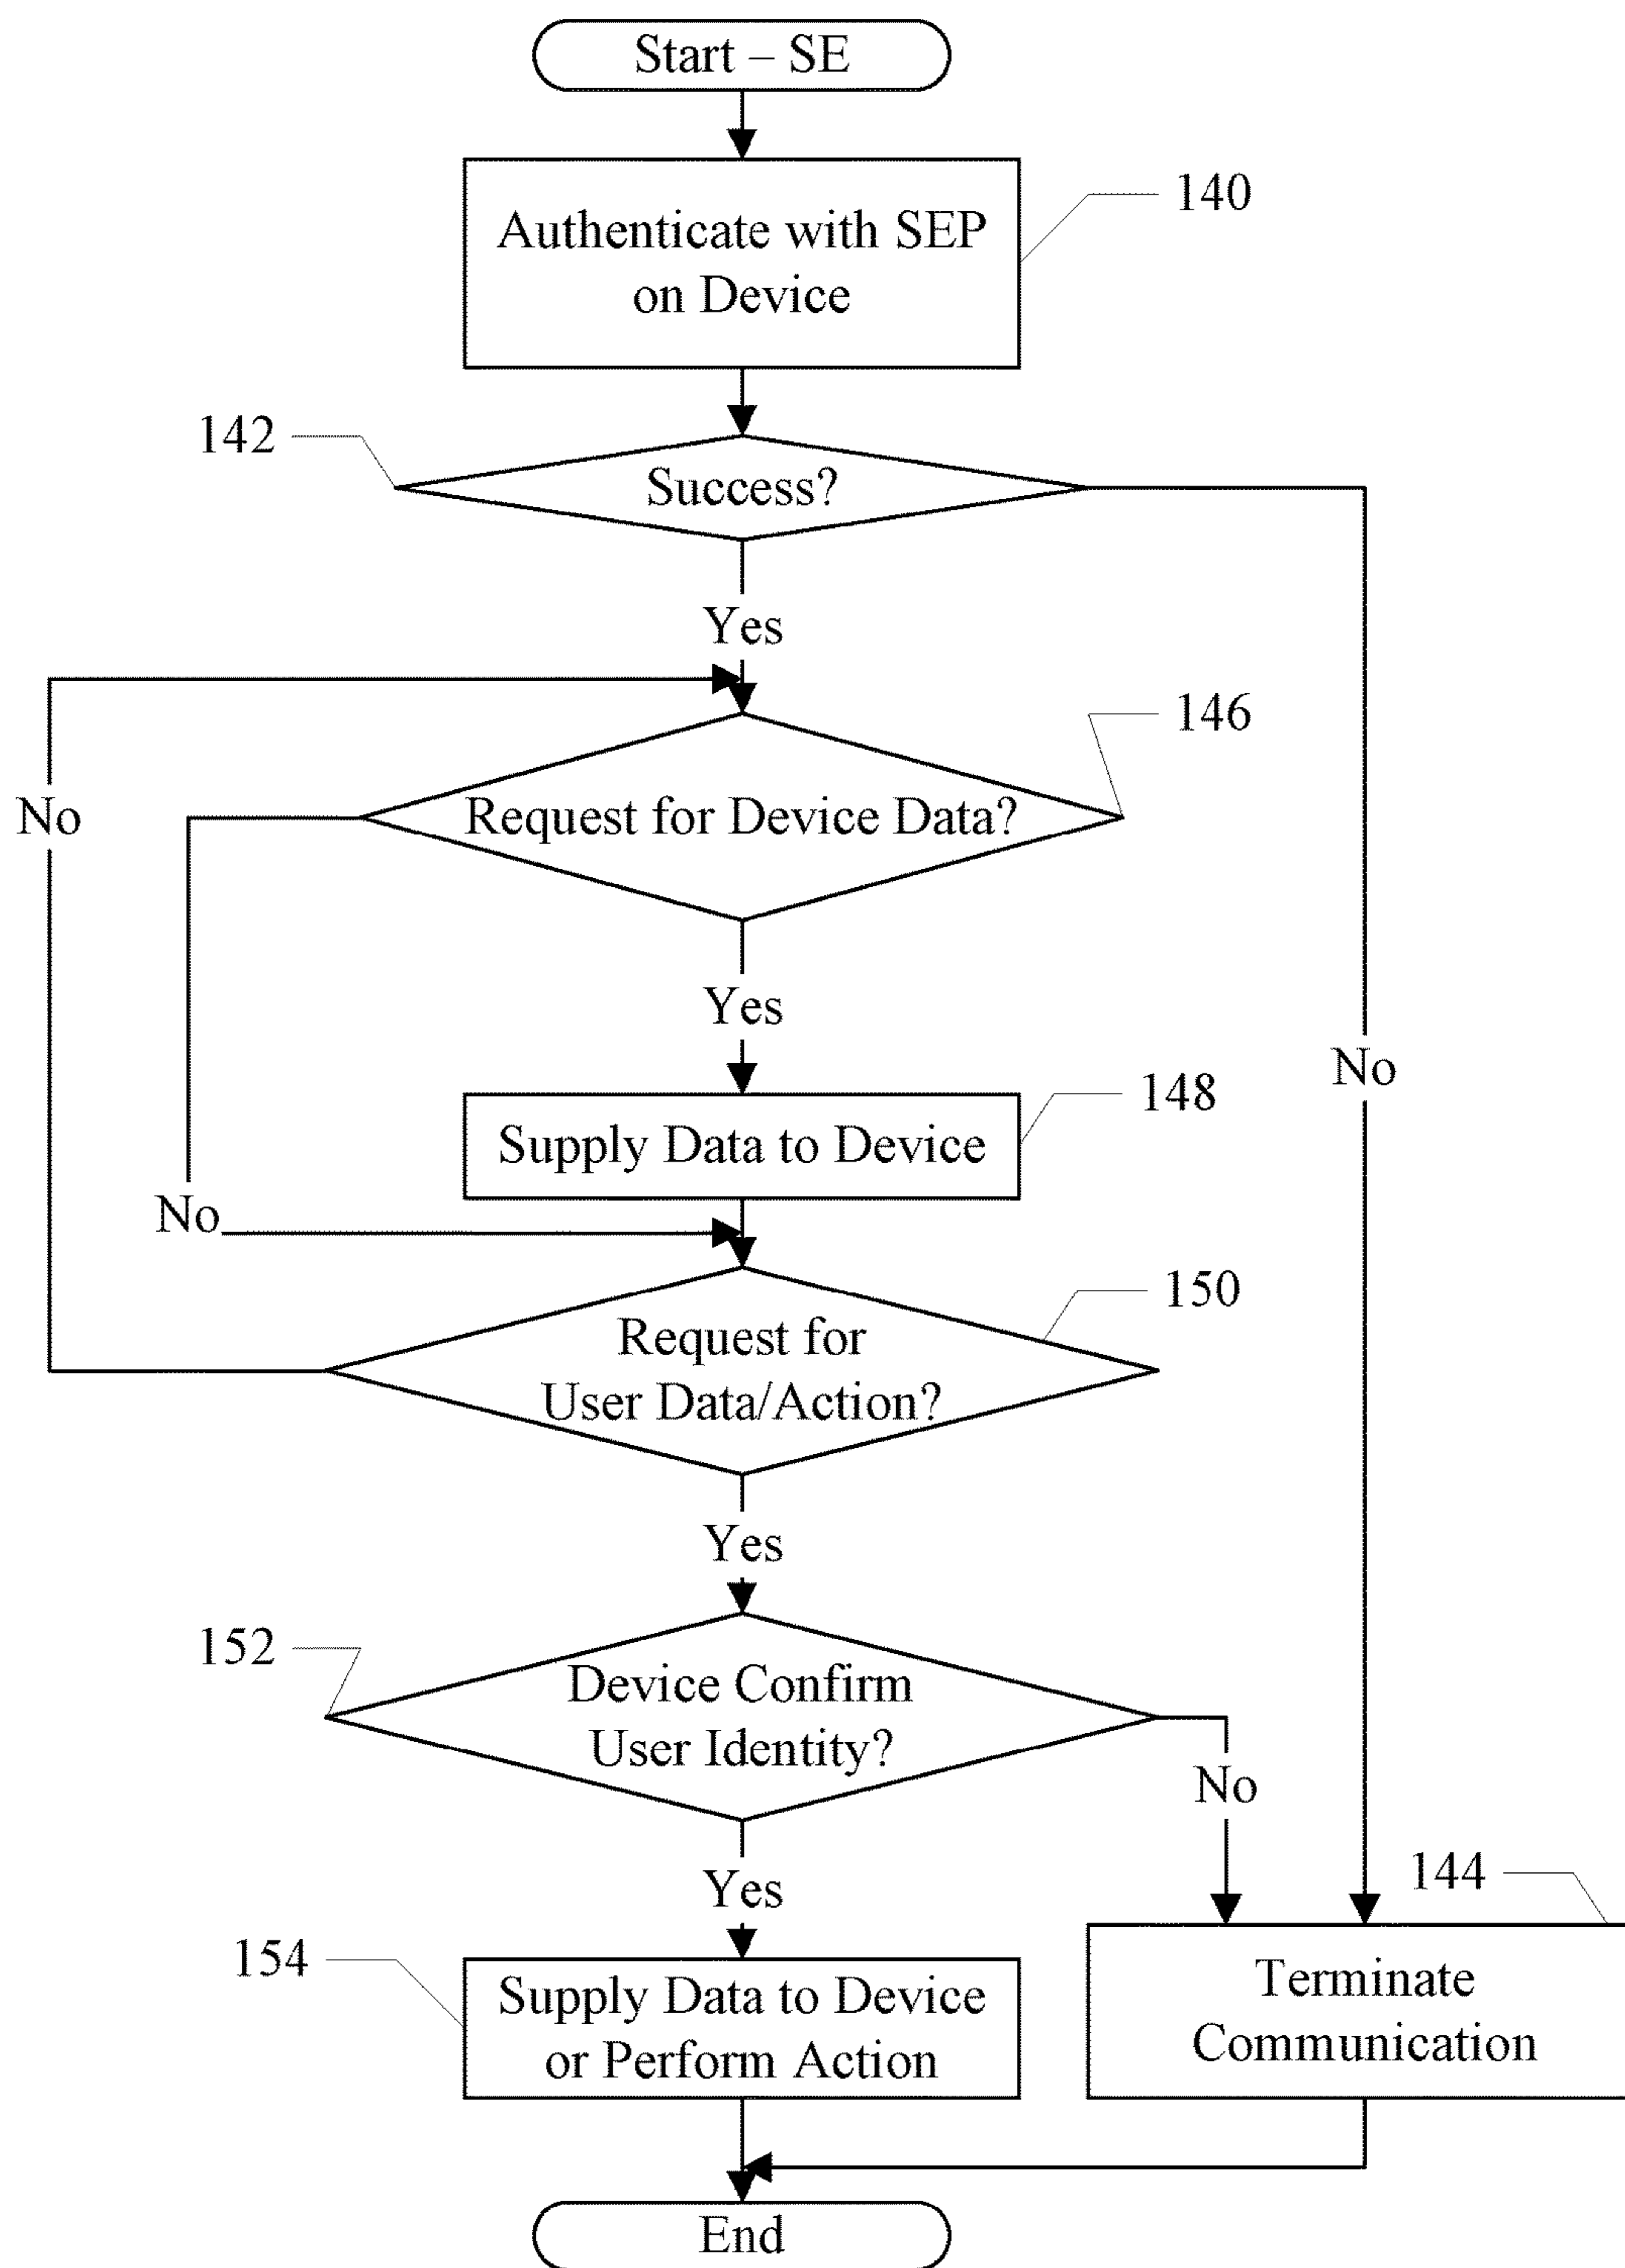 Start – SE
Authenticate with SEP
on Device
140
142
Success?
Yes
146
No
Request for Device Data?
Yes
No
148
Supply Data to Device
No
150
Request for
User Data/Action?
Yes
152
Device Confirm
User Identity?
No
Yes
144
154
Supply Data to Device
or Perform Action
Terminate
Communication
End